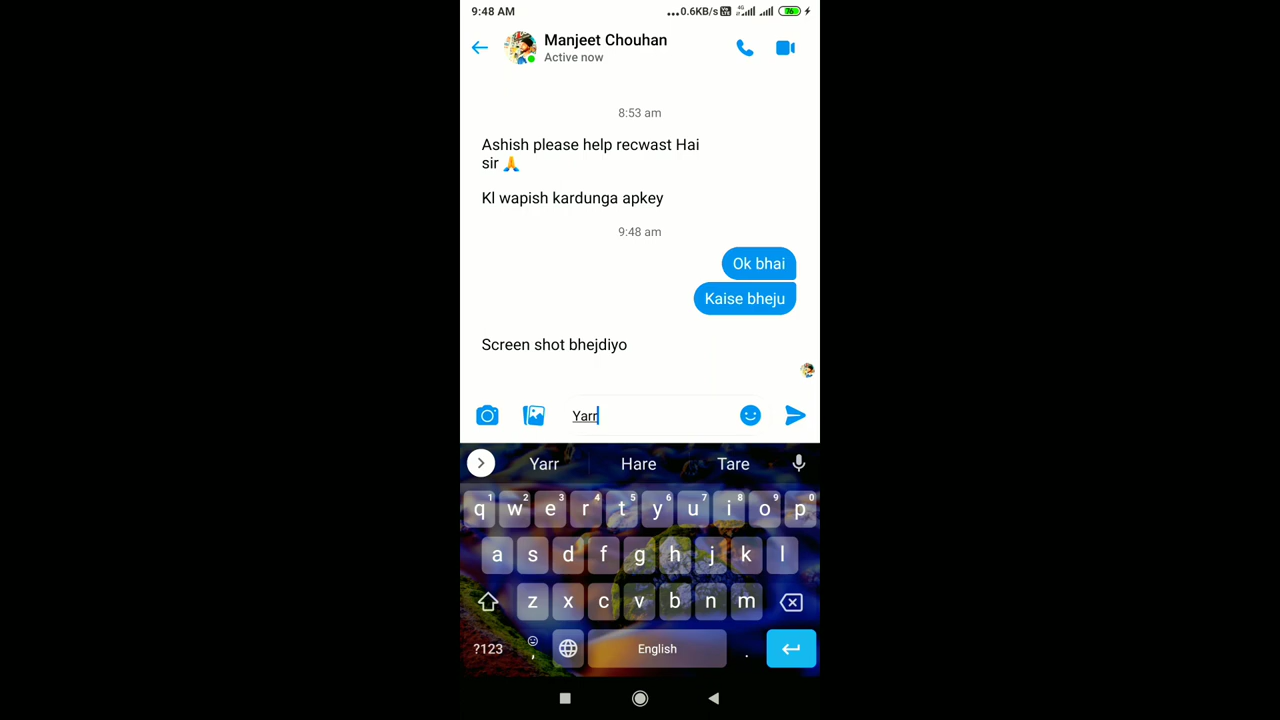 9:48 AM ...0.6KB/s 4G 76
Manjeet Chouhan
Active now
8:53 am
Ashish please help recwast Hai
sir 🙏
Kl wapish kardunga apkey
9:48 am
Ok bhai
Kaise bheju
Screen shot bhejdiyo
Yarr
Yarr Hare Tare
1 2 3 4 5 6 7 8 9 0
q w e r t y u i o p
a s d f g h j k l
z x c v b n m
?123 , English .